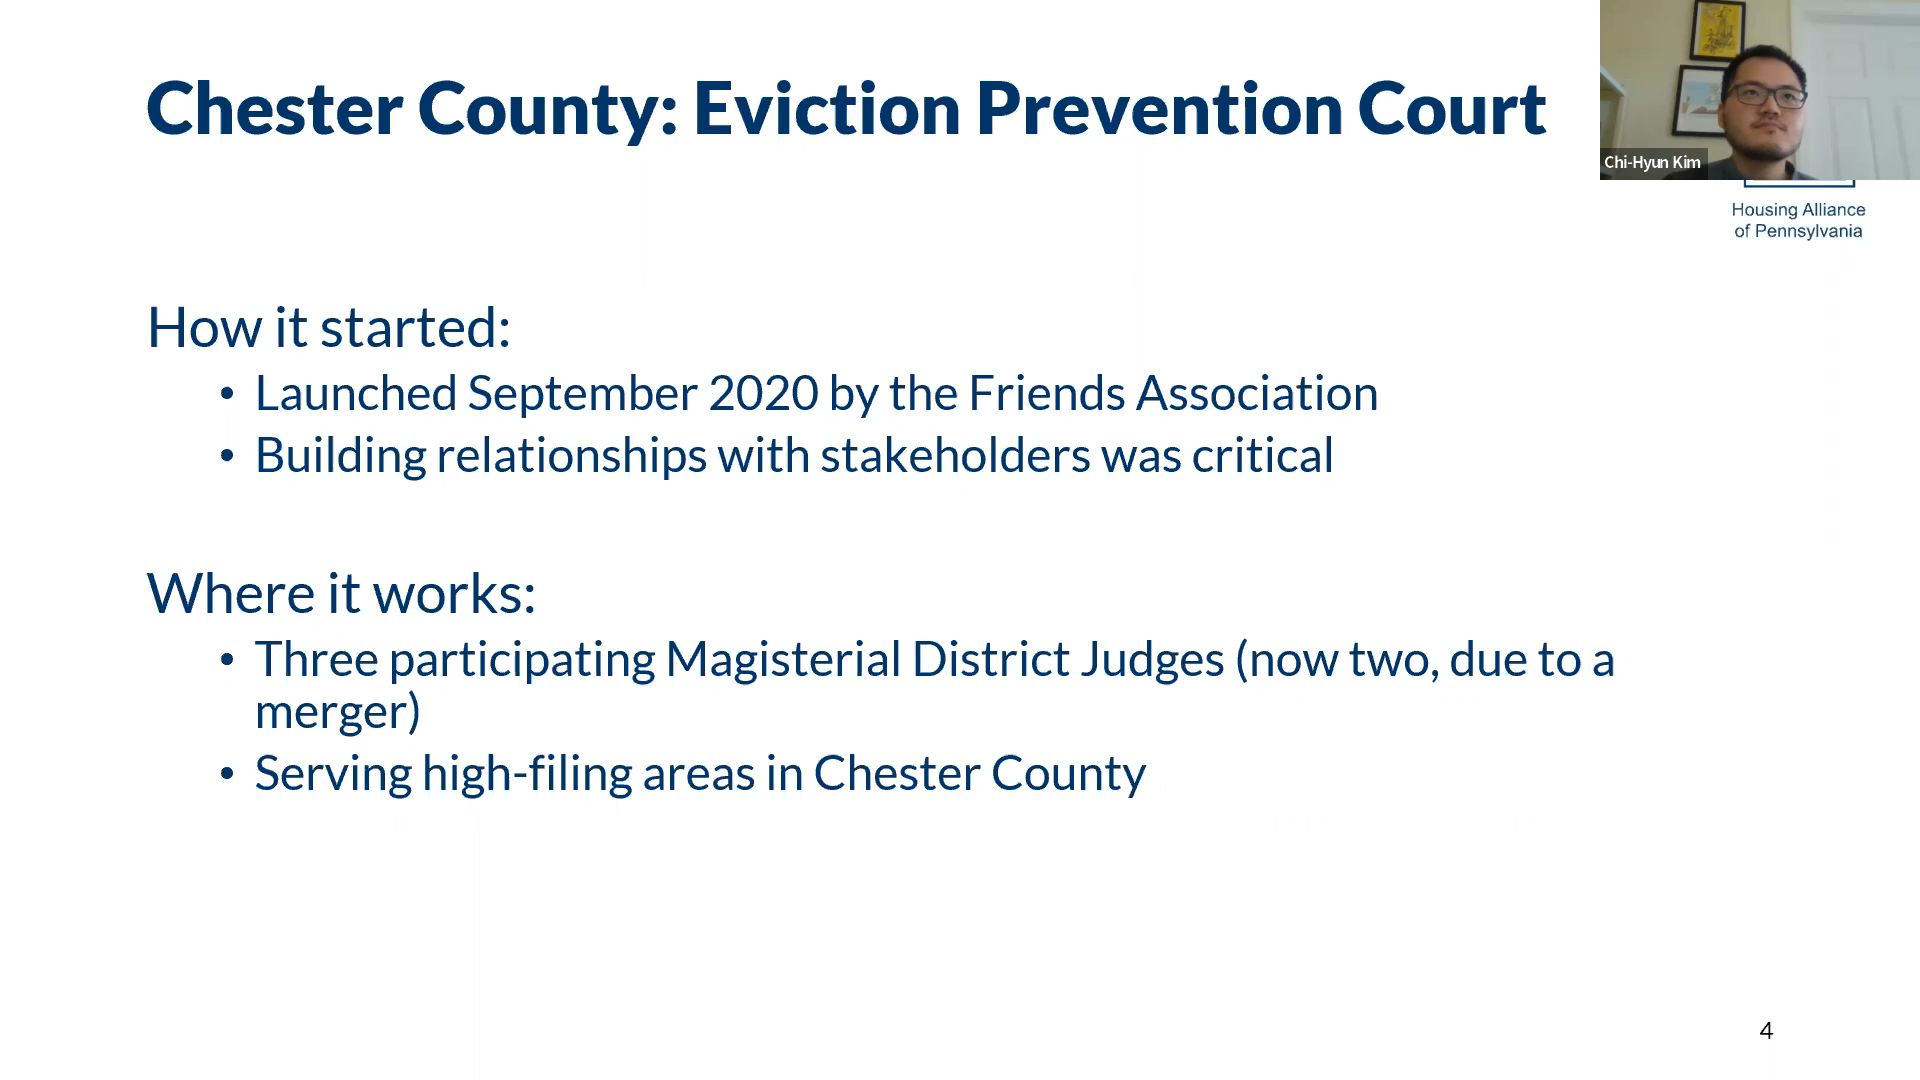 Chester County: Eviction Prevention Court
Chi-Hyun Kim
Housing Alliance
of Pennsylvania
How it started:
• Launched September 2020 by the Friends Association
• Building relationships with stakeholders was critical
Where it works:
• Three participating Magisterial District Judges (now two, due to a
merger)
• Serving high-filing areas in Chester County
4